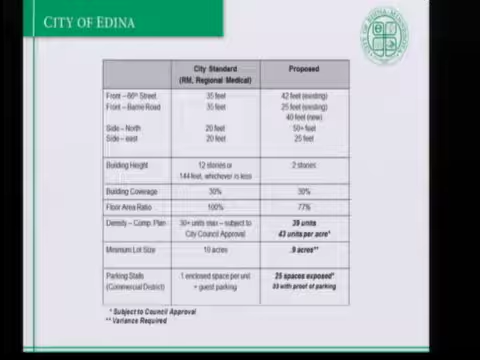 CITY OF EDINA
City Standard Proposed
(RM, Regional Medical)
Front – 66th Street 35 feet 42 feet (existing)
Front – Barrie Road 35 feet 25 feet (existing)
40 feet (new)
Side – North 20 feet 50+ feet
Side – east 20 feet 25 feet
Building Height 12 stories or 2 stories
144 feet, whichever is less
Building Coverage 30% 30%
Floor Area Ratio 100% 77%
Density – Comp. Plan 30+ units max – subject to 39 units
City Council Approval 43 units per acre*
Minimum Lot Size 10 acres .9 acres**
Parking Stalls 1 enclosed space per unit 25 spaces exposed*
(Commercial District) + guest parking 33 with proof of parking
* Subject to Council Approval
** Variance Required